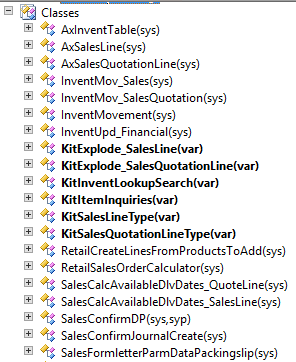 Classes
AxInventTable(sys)
AxSalesLine(sys)
AxSalesQuotationLine(sys)
InventMov_Sales(sys)
InventMov_SalesQuotation(sys)
InventMovement(sys)
InventUpd_Financial(sys)
KitExplode_SalesLine(var)
KitExplode_SalesQuotationLine(var)
KitInventLookupSearch(var)
KitItemInquiries(var)
KitSalesLineType(var)
KitSalesQuotationLineType(var)
RetailCreateLinesFromProductsToAdd(sys)
RetailSalesOrderCalculator(sys)
SalesCalcAvailableDlvDates_QuoteLine(sys)
SalesCalcAvailableDlvDates_SalesLine(sys)
SalesConfirmDP(sys,syp)
SalesConfirmJournalCreate(sys)
SalesFormletterParmDataPackingslip(sys)